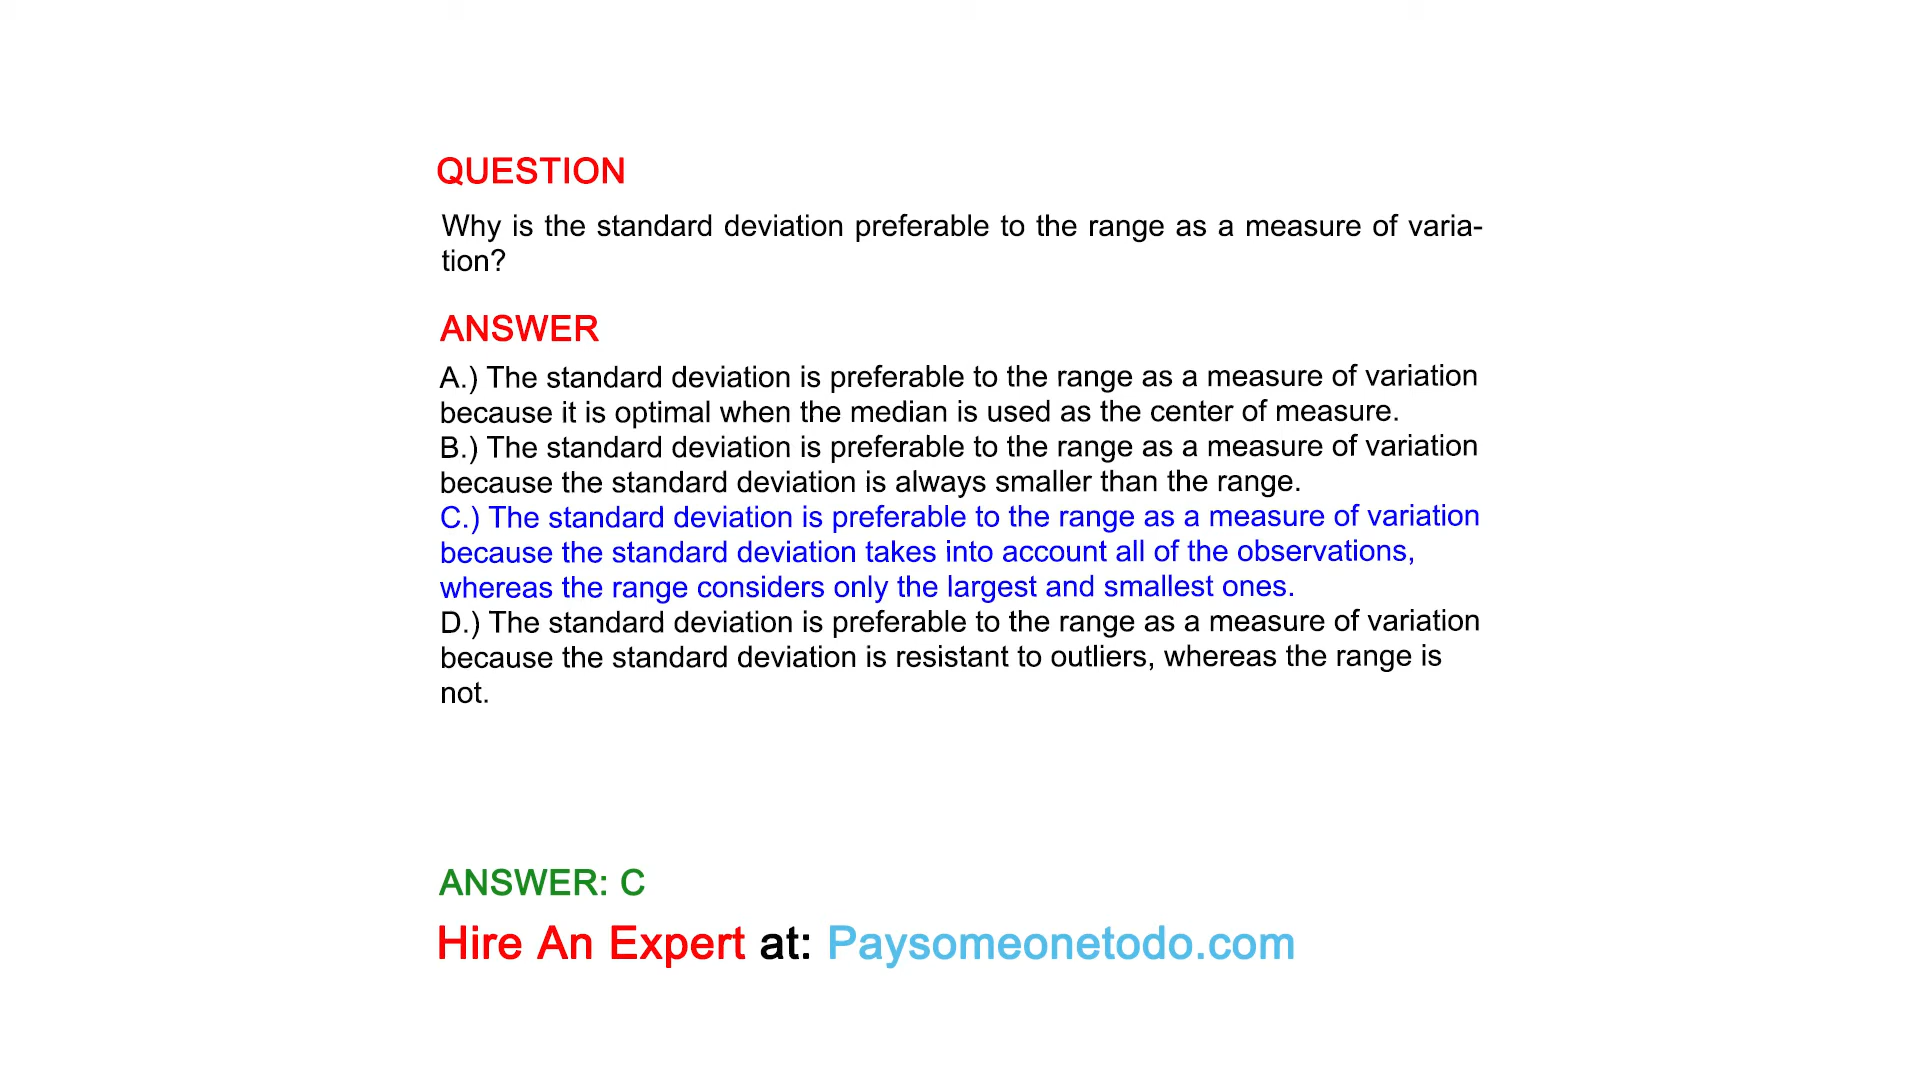 QUESTION
Why is the standard deviation preferable to the range as a measure of varia-
tion?
ANSWER
A.) The standard deviation is preferable to the range as a measure of variation
because it is optimal when the median is used as the center of measure.
B.) The standard deviation is preferable to the range as a measure of variation
because the standard deviation is always smaller than the range.
C.) The standard deviation is preferable to the range as a measure of variation
because the standard deviation takes into account all of the observations,
whereas the range considers only the largest and smallest ones.
D.) The standard deviation is preferable to the range as a measure of variation
because the standard deviation is resistant to outliers, whereas the range is
not.
ANSWER: C
Hire An Expert at: Paysomeonetodo.com